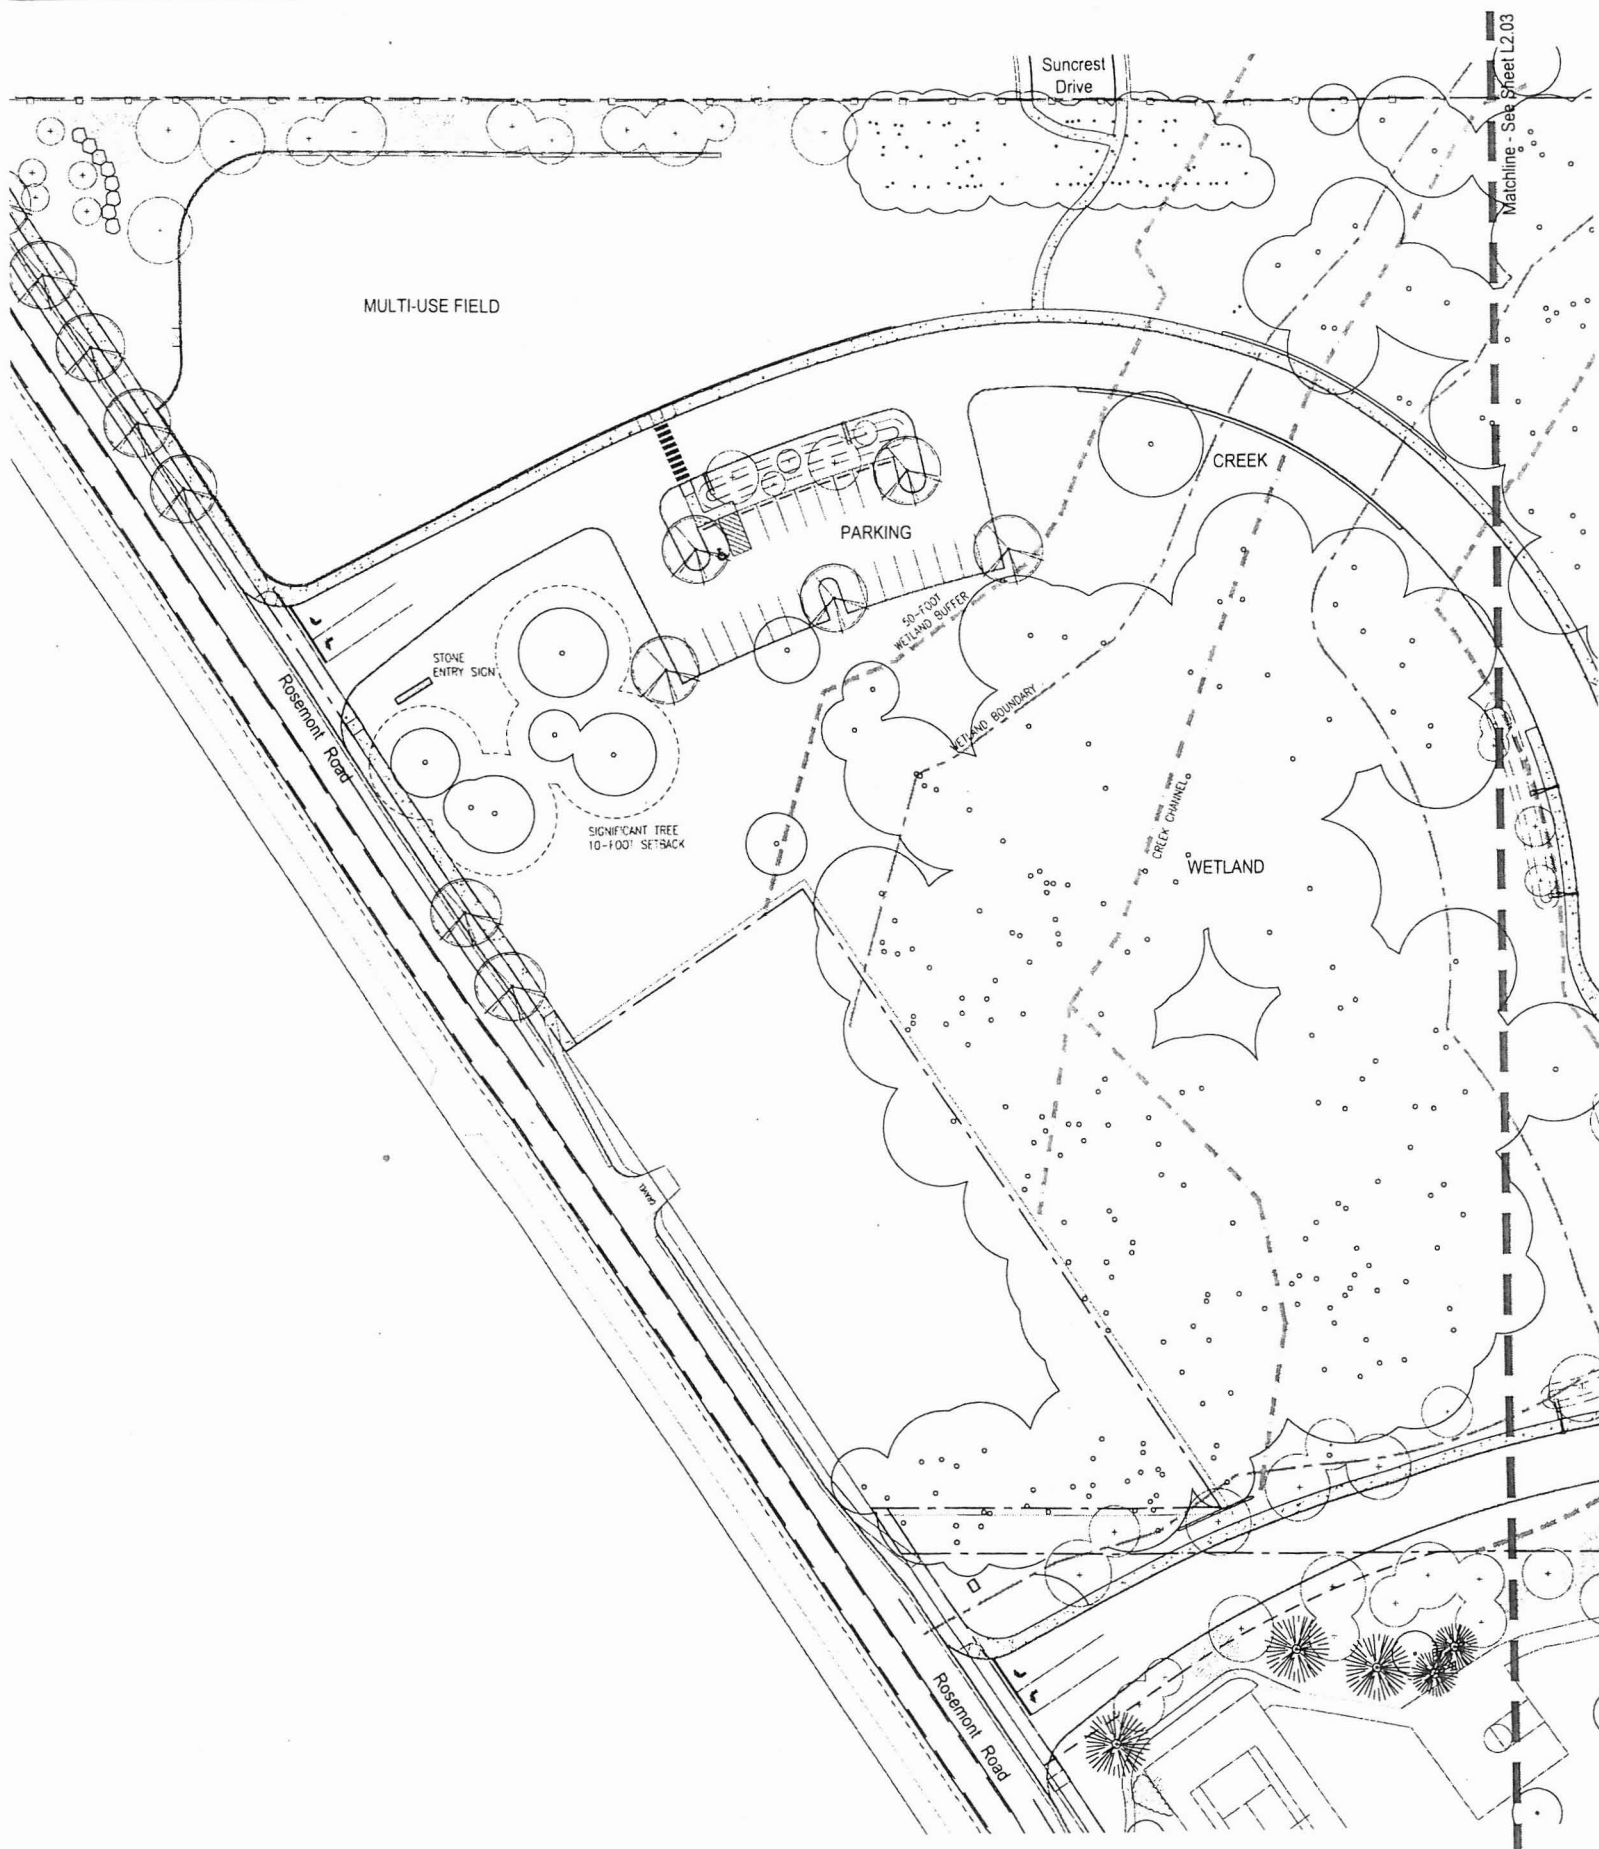 Suncrest
Drive
Matchline - See Sheet L2.03
MULTI-USE FIELD
CREEK
PARKING
50-FOOT
WETLAND BUFFER
STONE
ENTRY SIGN
Rosemont Road
WETLAND BOUNDARY
CREEK CHANNEL
SIGNIFICANT TREE
10-FOOT SETBACK
WETLAND
GRAVEL
Rosemont Road